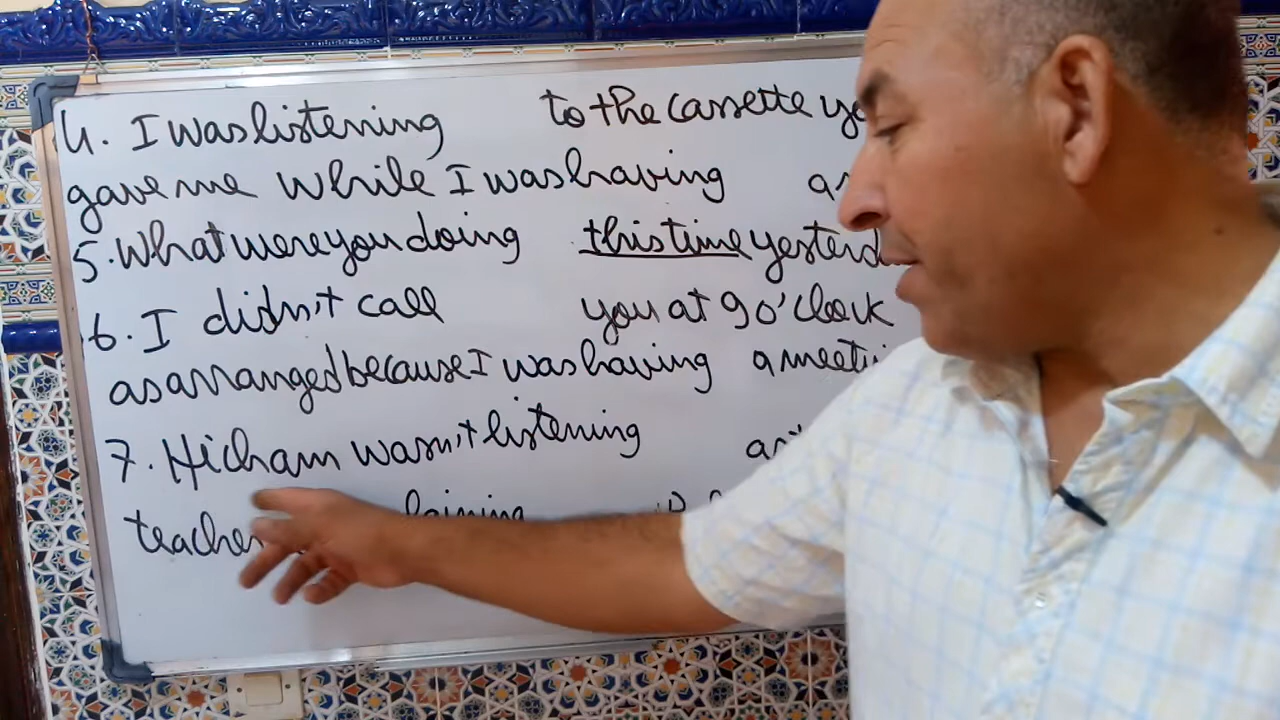 4. I was listening to the cassette
gave me while I was having
5. What were you doing this time
6. I didn't call you at 9 o'clock
as arranged because I was having a
7. Hicham wasn't listening